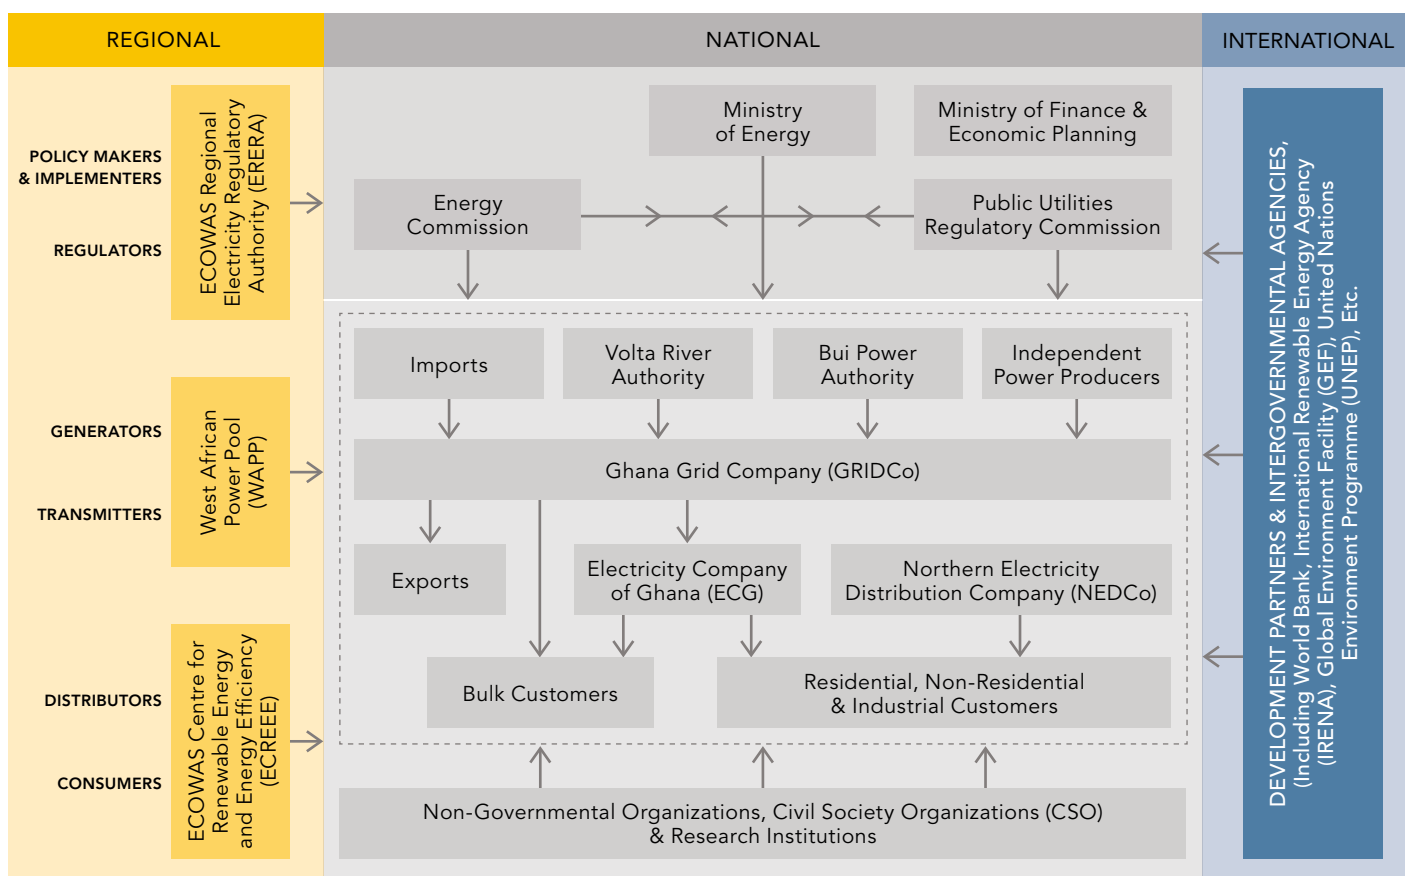 REGIONAL
NATIONAL
INTERNATIONAL
POLICY MAKERS
& IMPLEMENTERS
REGULATORS
GENERATORS
TRANSMITTERS
DISTRIBUTORS
CONSUMERS
ECOWAS Regional
Electricity Regulatory
Authority (ERERA)
West African
Power Pool
(WAPP)
ECOWAS Centre for
Renewable Energy
and Energy Efficiency
(ECREEE)
Ministry
of Energy
Ministry of Finance &
Economic Planning
Energy
Commission
Public Utilities
Regulatory Commission
Imports
Volta River
Authority
Bui Power
Authority
Independent
Power Producers
Ghana Grid Company (GRIDCo)
Exports
Electricity Company
of Ghana (ECG)
Northern Electricity
Distribution Company (NEDCo)
Bulk Customers
Residential, Non-Residential
& Industrial Customers
Non-Governmental Organizations, Civil Society Organizations (CSO)
& Research Institutions
DEVELOPMENT PARTNERS & INTERGOVERNMENTAL AGENCIES,
(Including World Bank, International Renewable Energy Agency
(IRENA), Global Environment Facility (GEF), United Nations
Environment Programme (UNEP), Etc.